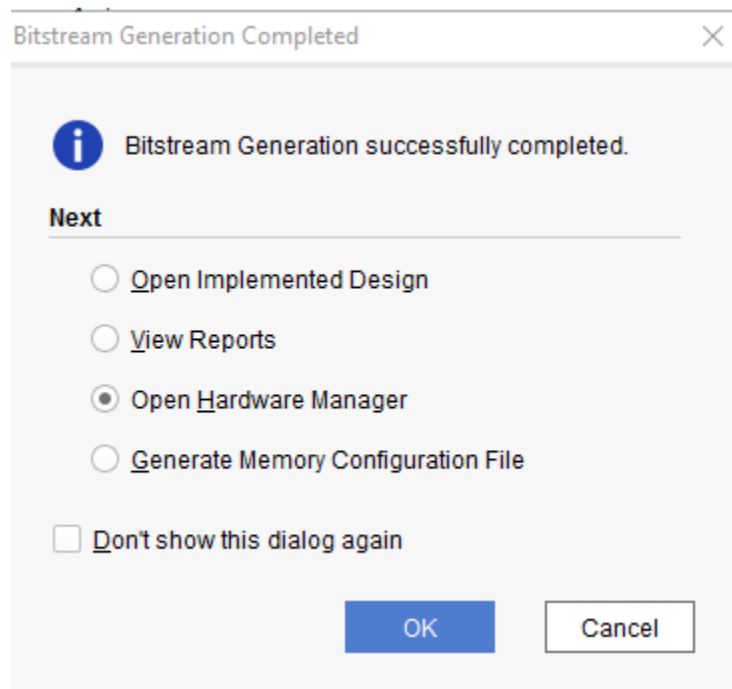 Bitstream Generation Completed
Bitstream Generation successfully completed.
Next
Open Implemented Design
View Reports
Open Hardware Manager
Generate Memory Configuration File
Don't show this dialog again
OK
Cancel